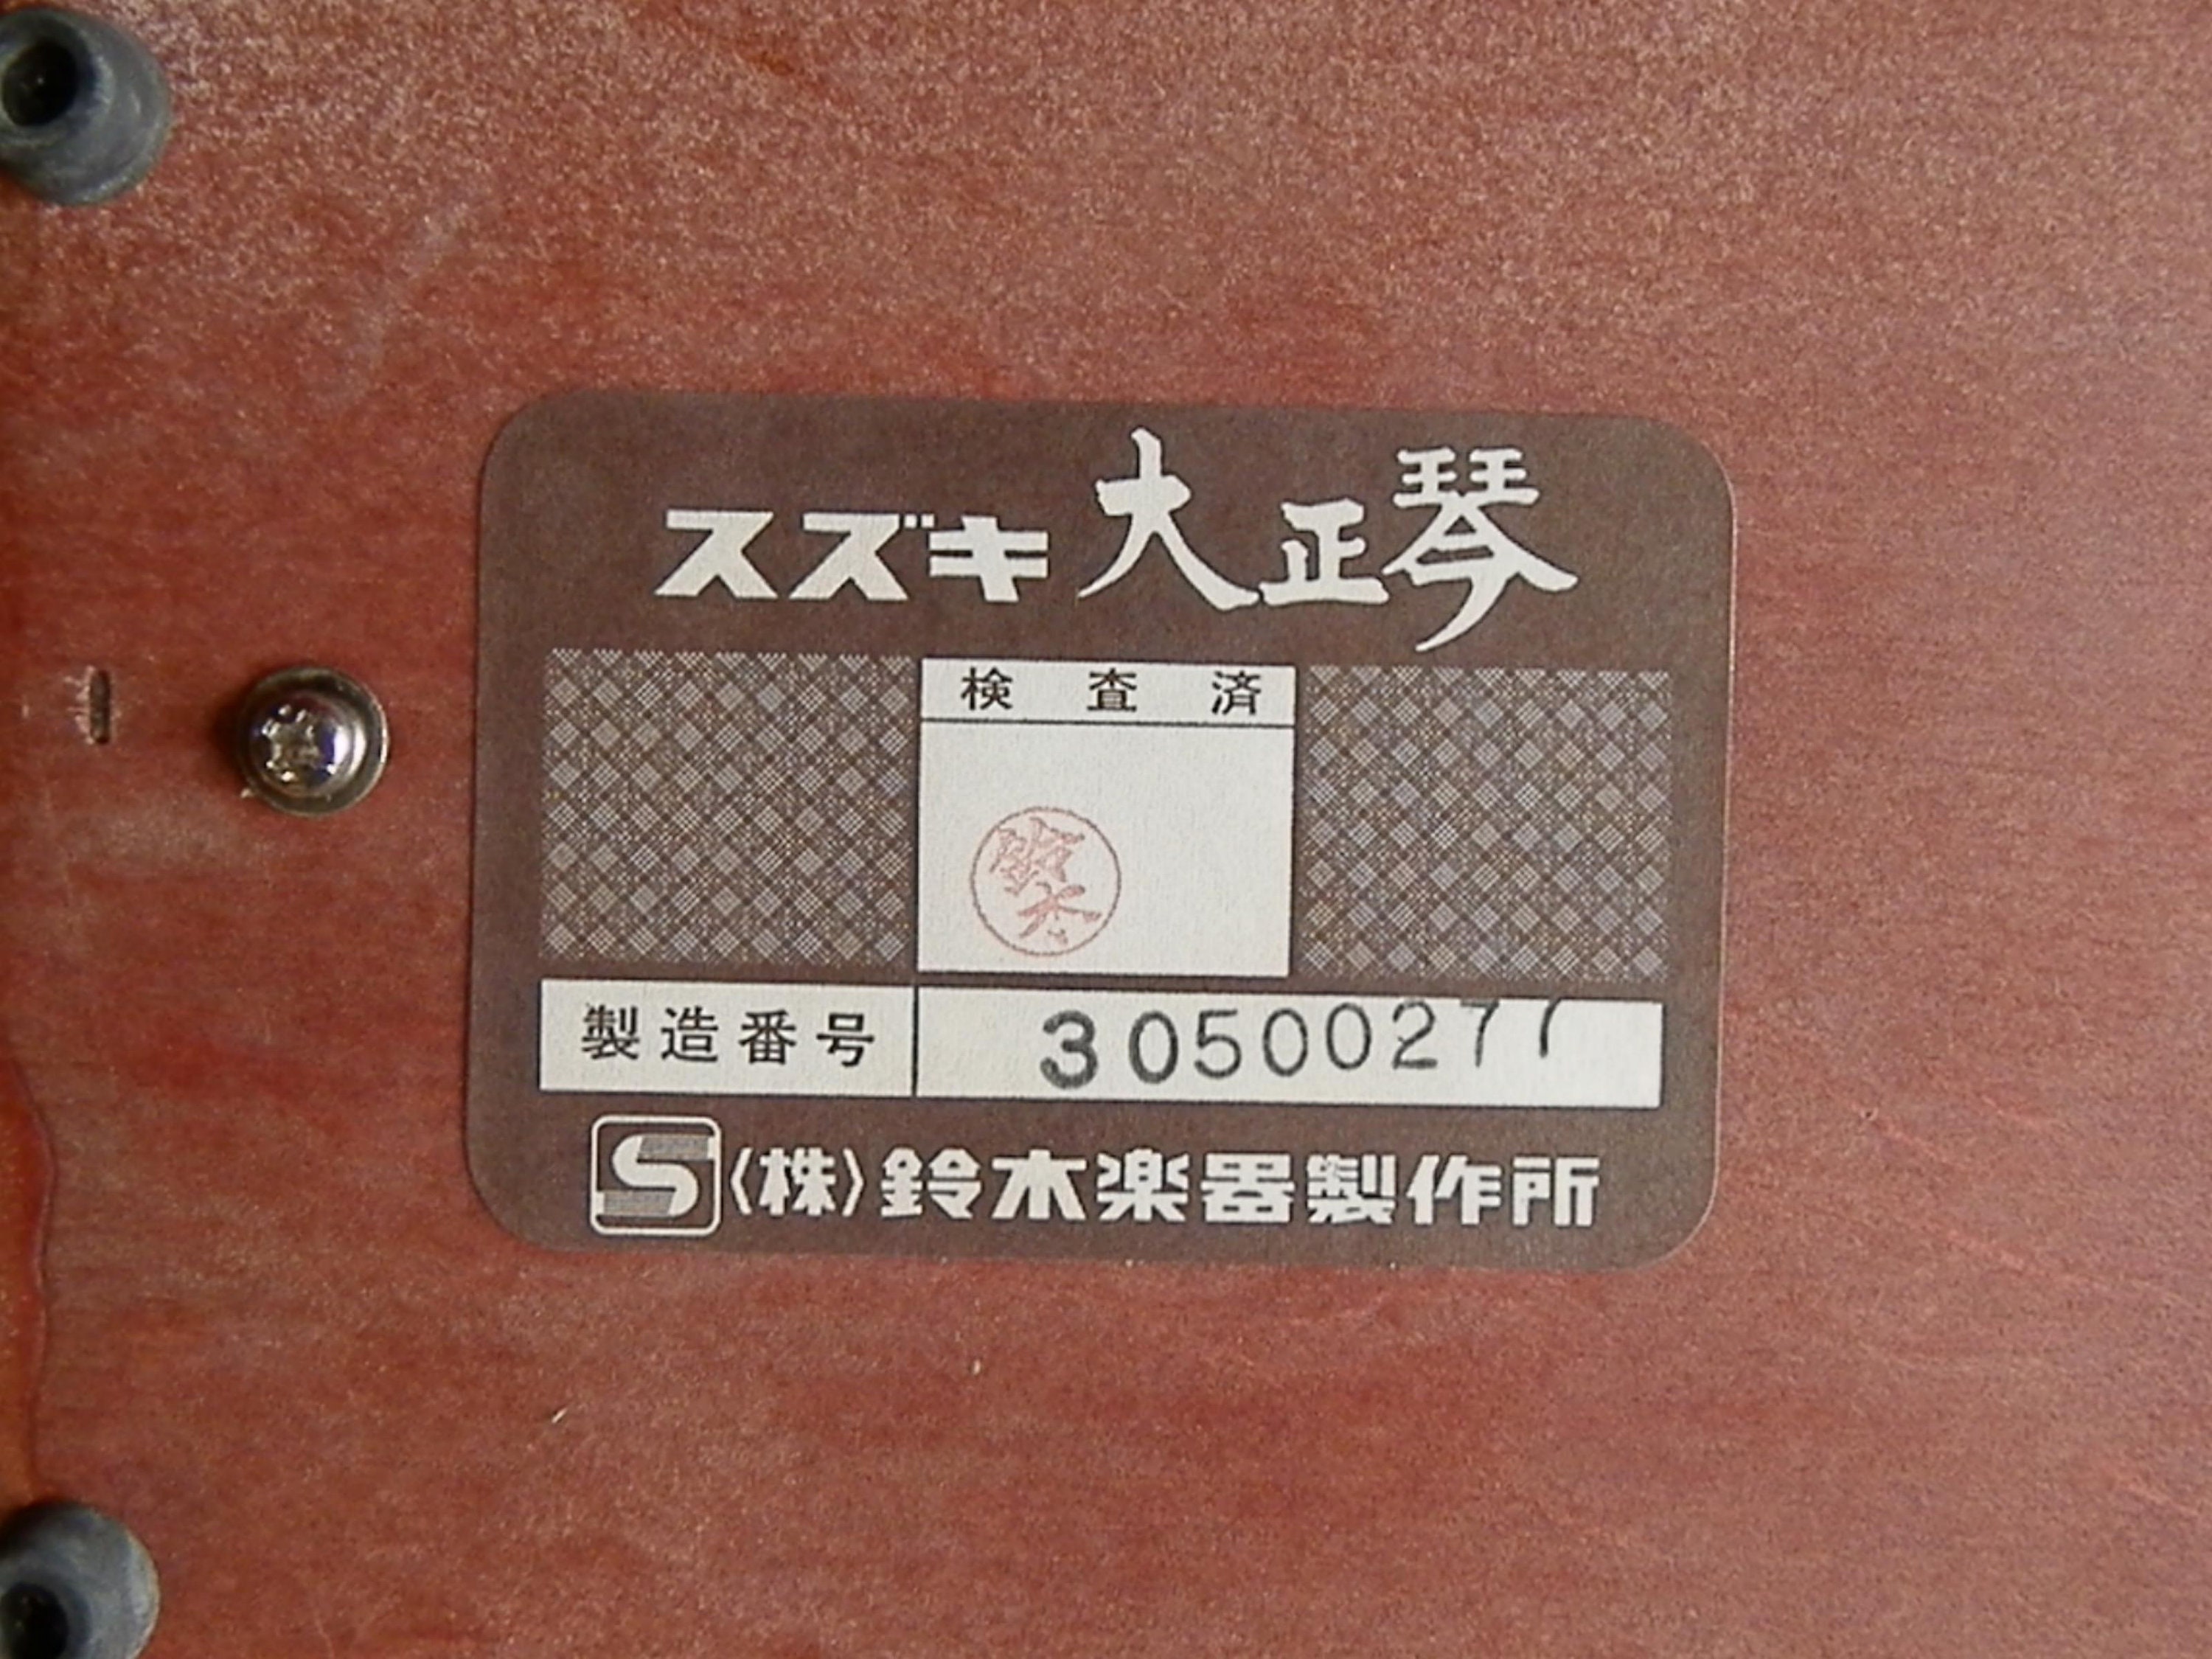 スズキ 大正琴
検査済
製造番号 30500277
S 〈株〉鈴木楽器製作所